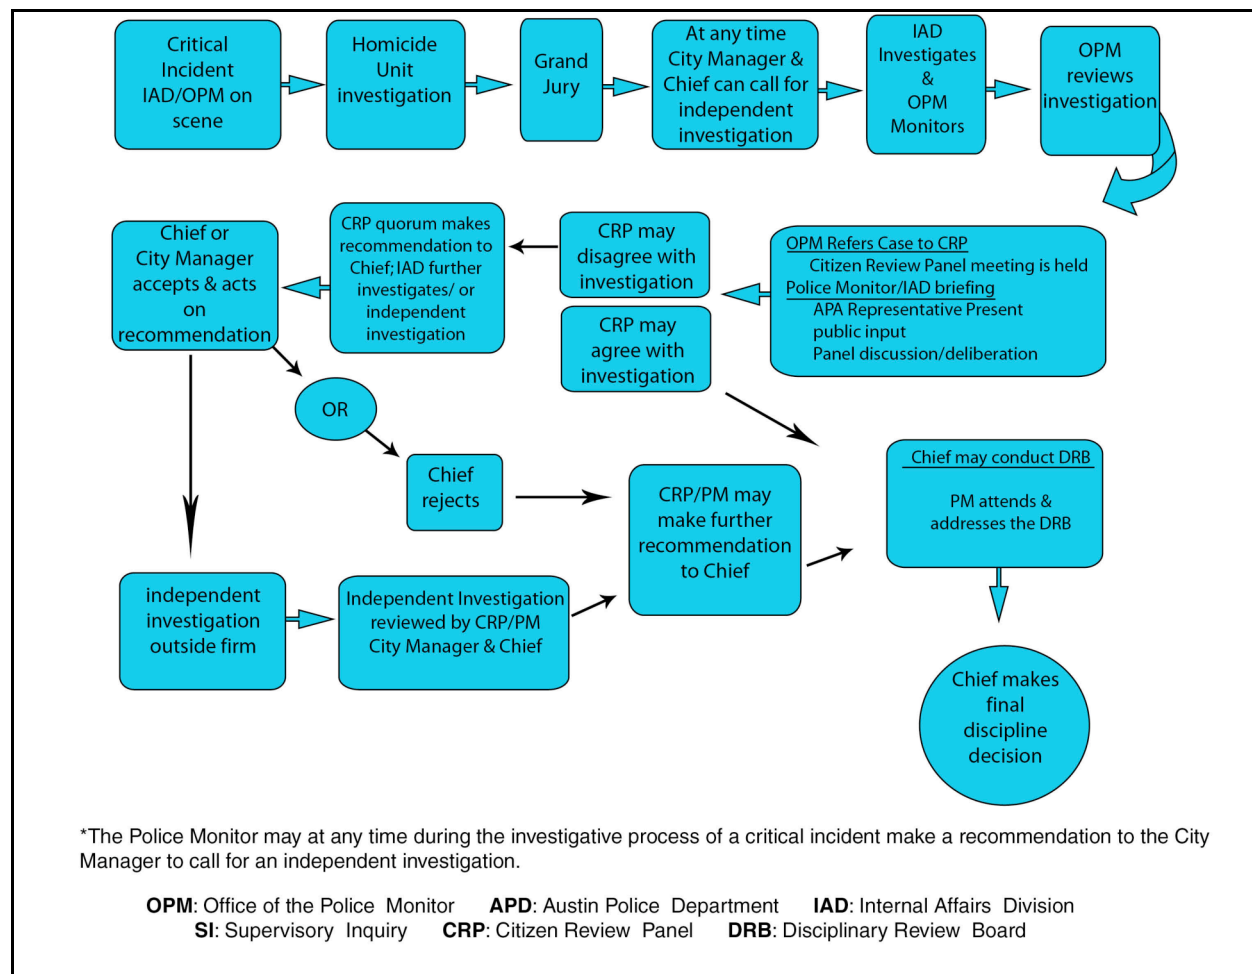 Critical
Incident
IAD/OPM on
scene
Homicide
Unit
investigation
Grand
Jury
At any time
City Manager &
Chief can call for
independent
investigation
IAD
Investigates
&
OPM
Monitors
OPM
reviews
investigation
OPM Refers Case to CRP
Citizen Review Panel meeting is held
Police Monitor/IAD briefing
APA Representative Present
public input
Panel discussion/deliberation
CRP may
disagree with
investigation
CRP may
agree with
investigation
CRP quorum makes
recommendation to
Chief; IAD further
investigates/ or
independent
investigation
Chief or
City Manager
accepts & acts
on
recommendation
OR
Chief
rejects
independent
investigation
outside firm
Independent Investigation
reviewed by CRP/PM
City Manager & Chief
CRP/PM may
make further
recommendation
to Chief
Chief may conduct DRB
PM attends &
addresses the DRB
Chief makes
final
discipline
decision
*The Police Monitor may at any time during the investigative process of a critical incident make a recommendation to the City
Manager to call for an independent investigation.
OPM: Office of the Police Monitor APD: Austin Police Department IAD: Internal Affairs Division
SI: Supervisory Inquiry CRP: Citizen Review Panel DRB: Disciplinary Review Board